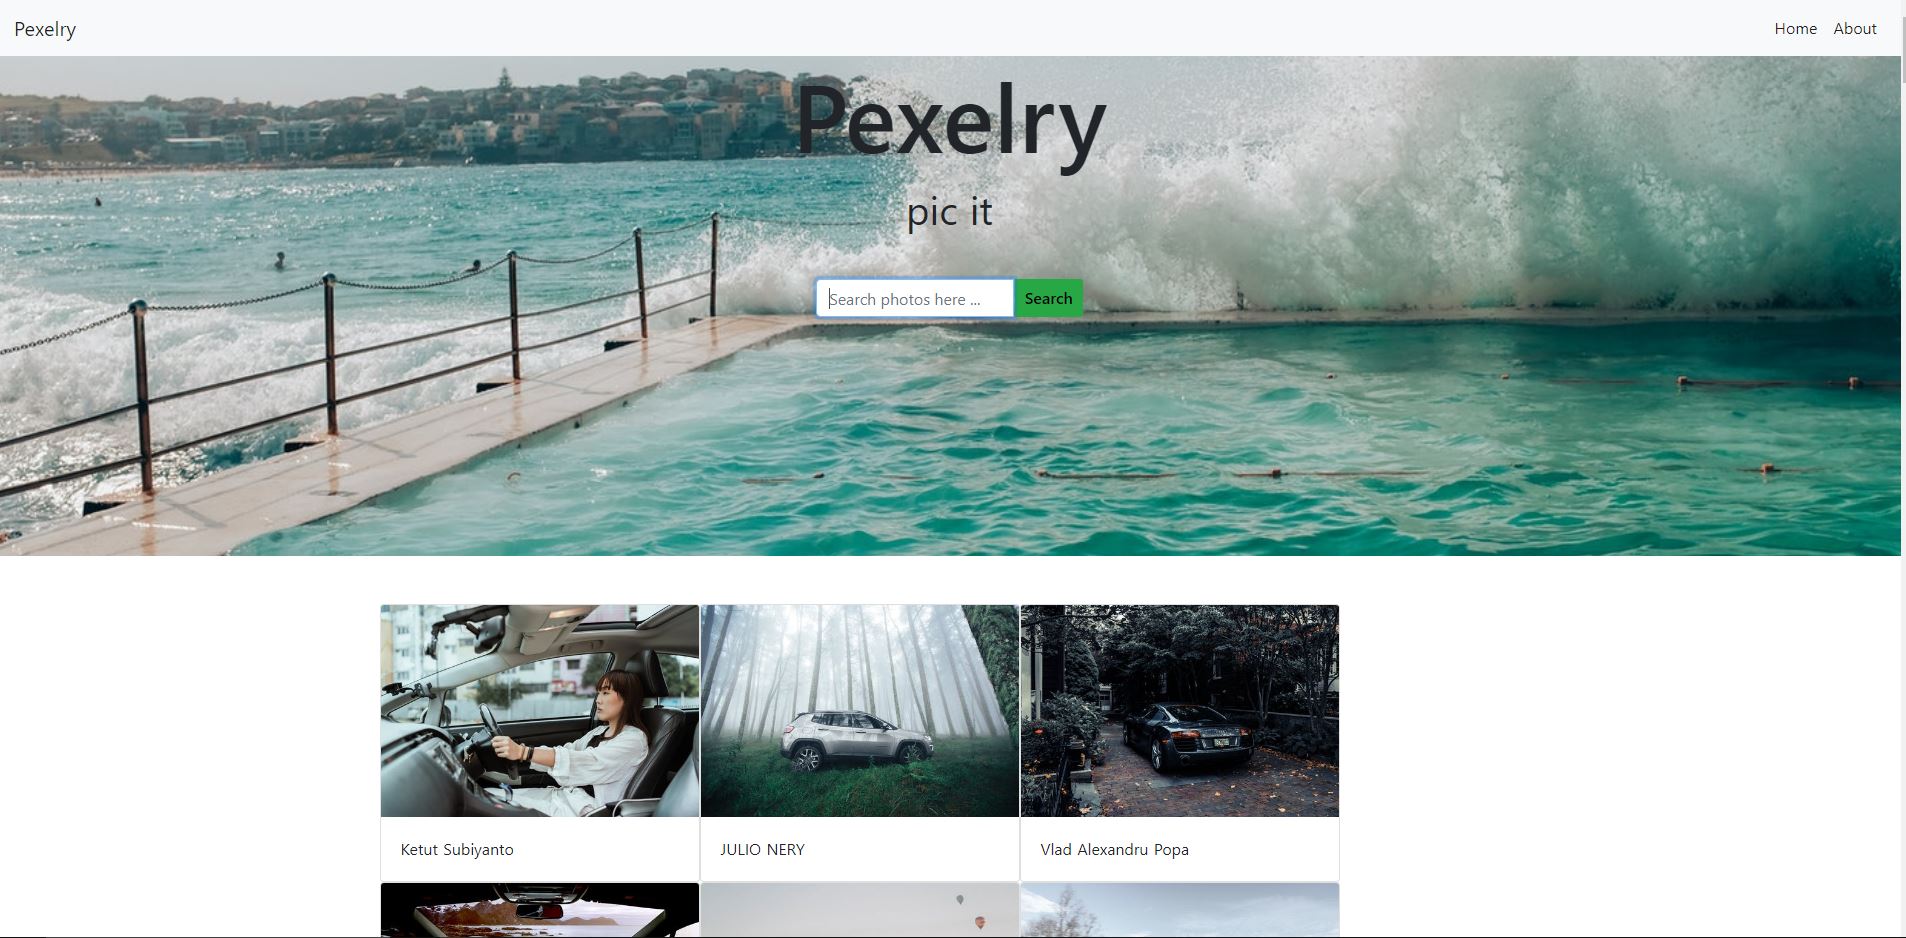 Pexelry
Home About
Pexelry
pic it
Search photos here ...
Search
Ketut Subiyanto
JULIO NERY
Vlad Alexandru Popa